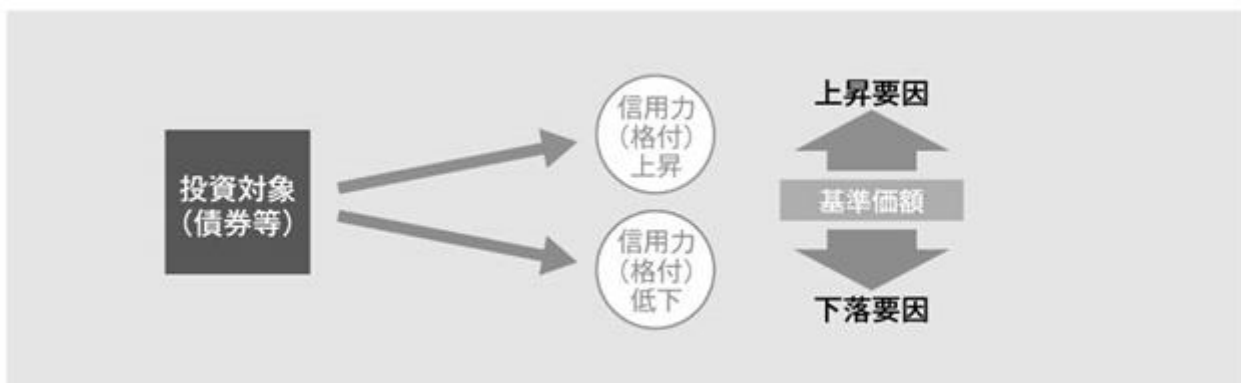 投資対象
（債券等）
信用力
（格付）
上昇
信用力
（格付）
低下
上昇要因
基準価額
下落要因